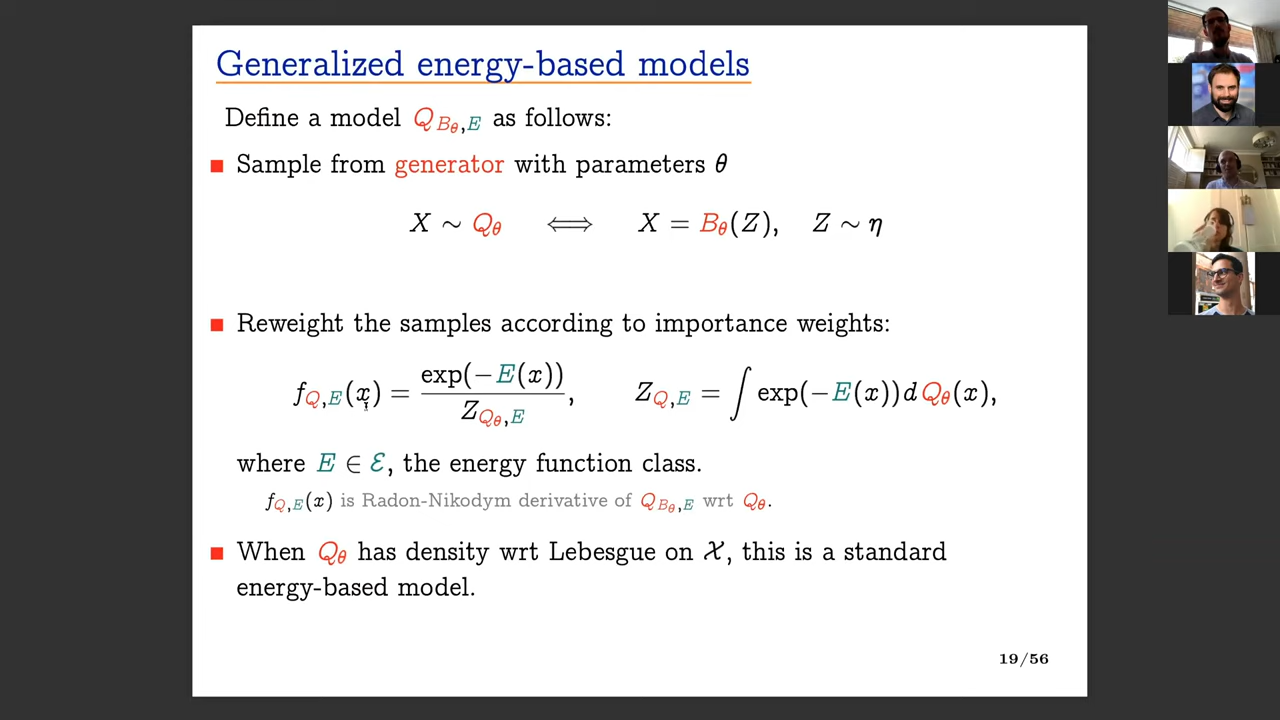 Generalized energy-based models
Define a model Q_{B_θ,E} as follows:
■ Sample from generator with parameters θ
X ∼ Q_θ ⟺ X = B_θ(Z), Z ∼ η
■ Reweight the samples according to importance weights:
f_{Q,E}(x) = exp(−E(x)) / Z_{Q_θ,E}, Z_{Q,E} = ∫ exp(−E(x))dQ_θ(x),
where E ∈ ℰ, the energy function class.
f_{Q,E}(x) is Radon-Nikodym derivative of Q_{B_θ,E} wrt Q_θ.
■ When Q_θ has density wrt Lebesgue on 𝒳, this is a standard
energy-based model.
19/56